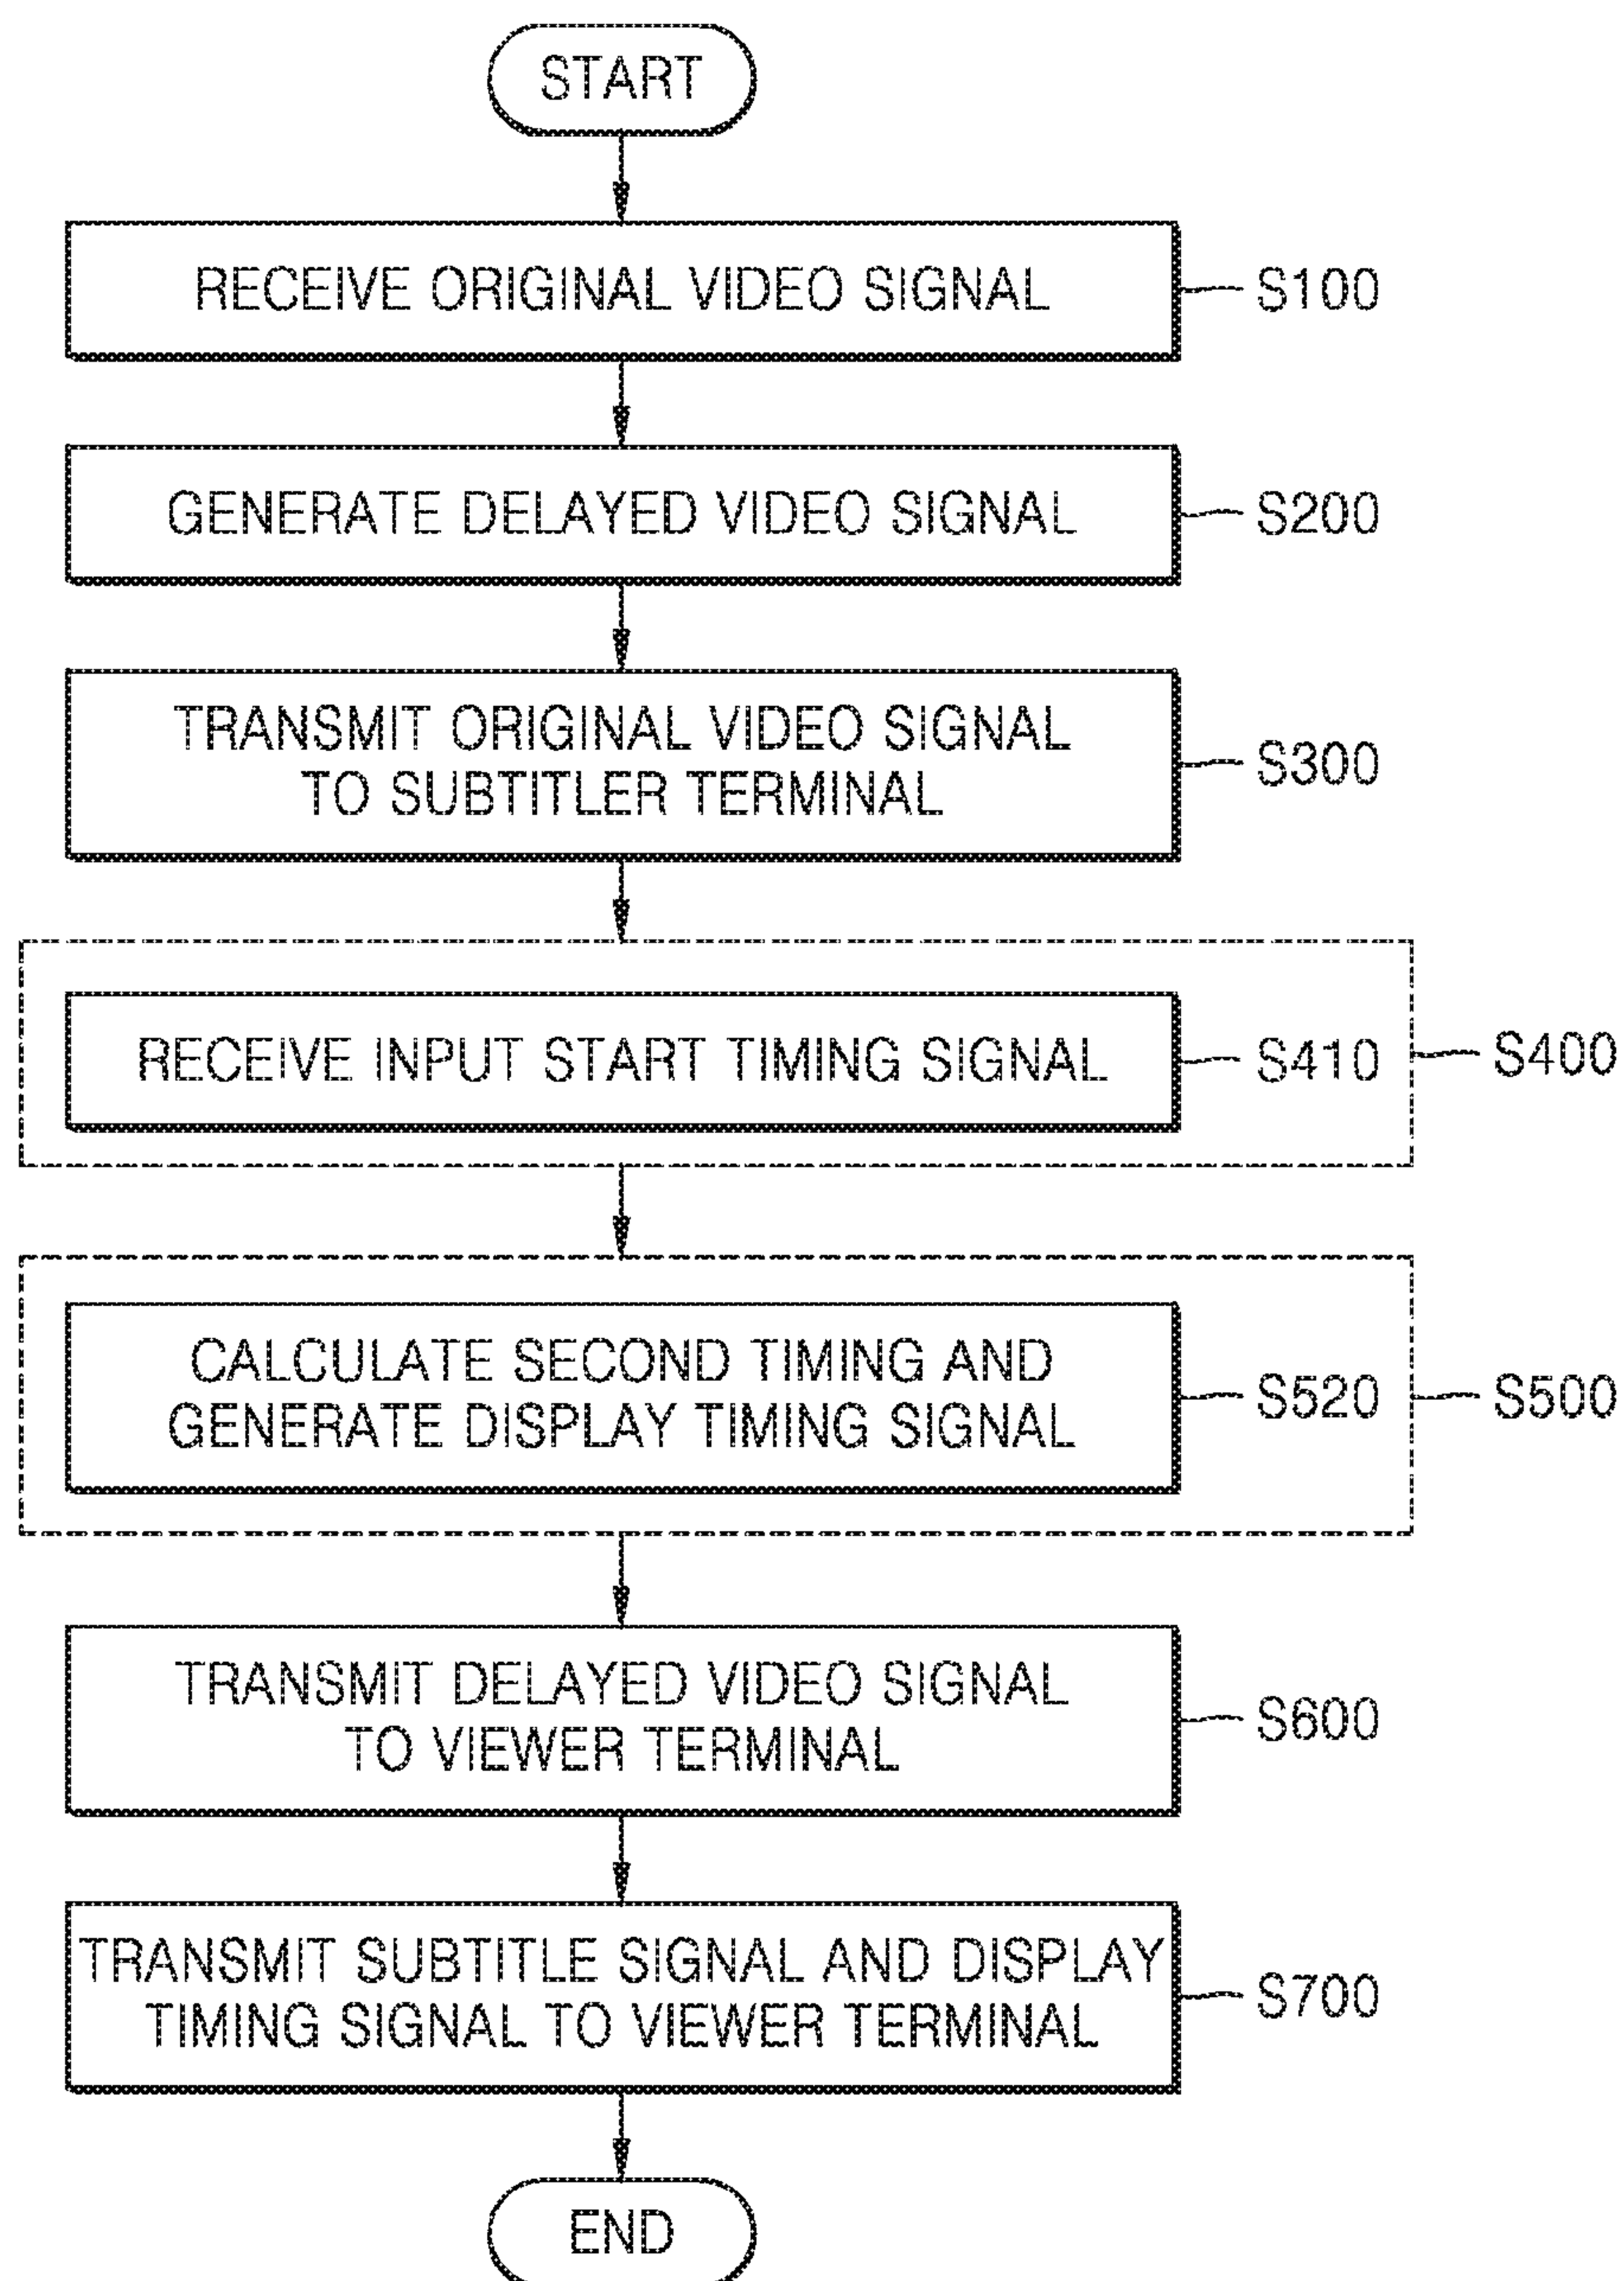 START
RECEIVE ORIGINAL VIDEO SIGNAL
S100
GENERATE DELAYED VIDEO SIGNAL
S200
TRANSMIT ORIGINAL VIDEO SIGNAL
TO SUBTITLER TERMINAL
S300
RECEIVE INPUT START TIMING SIGNAL
S410
S400
CALCULATE SECOND TIMING AND
GENERATE DISPLAY TIMING SIGNAL
S520
S500
TRANSMIT DELAYED VIDEO SIGNAL
TO VIEWER TERMINAL
S600
TRANSMIT SUBTITLE SIGNAL AND DISPLAY
TIMING SIGNAL TO VIEWER TERMINAL
S700
END